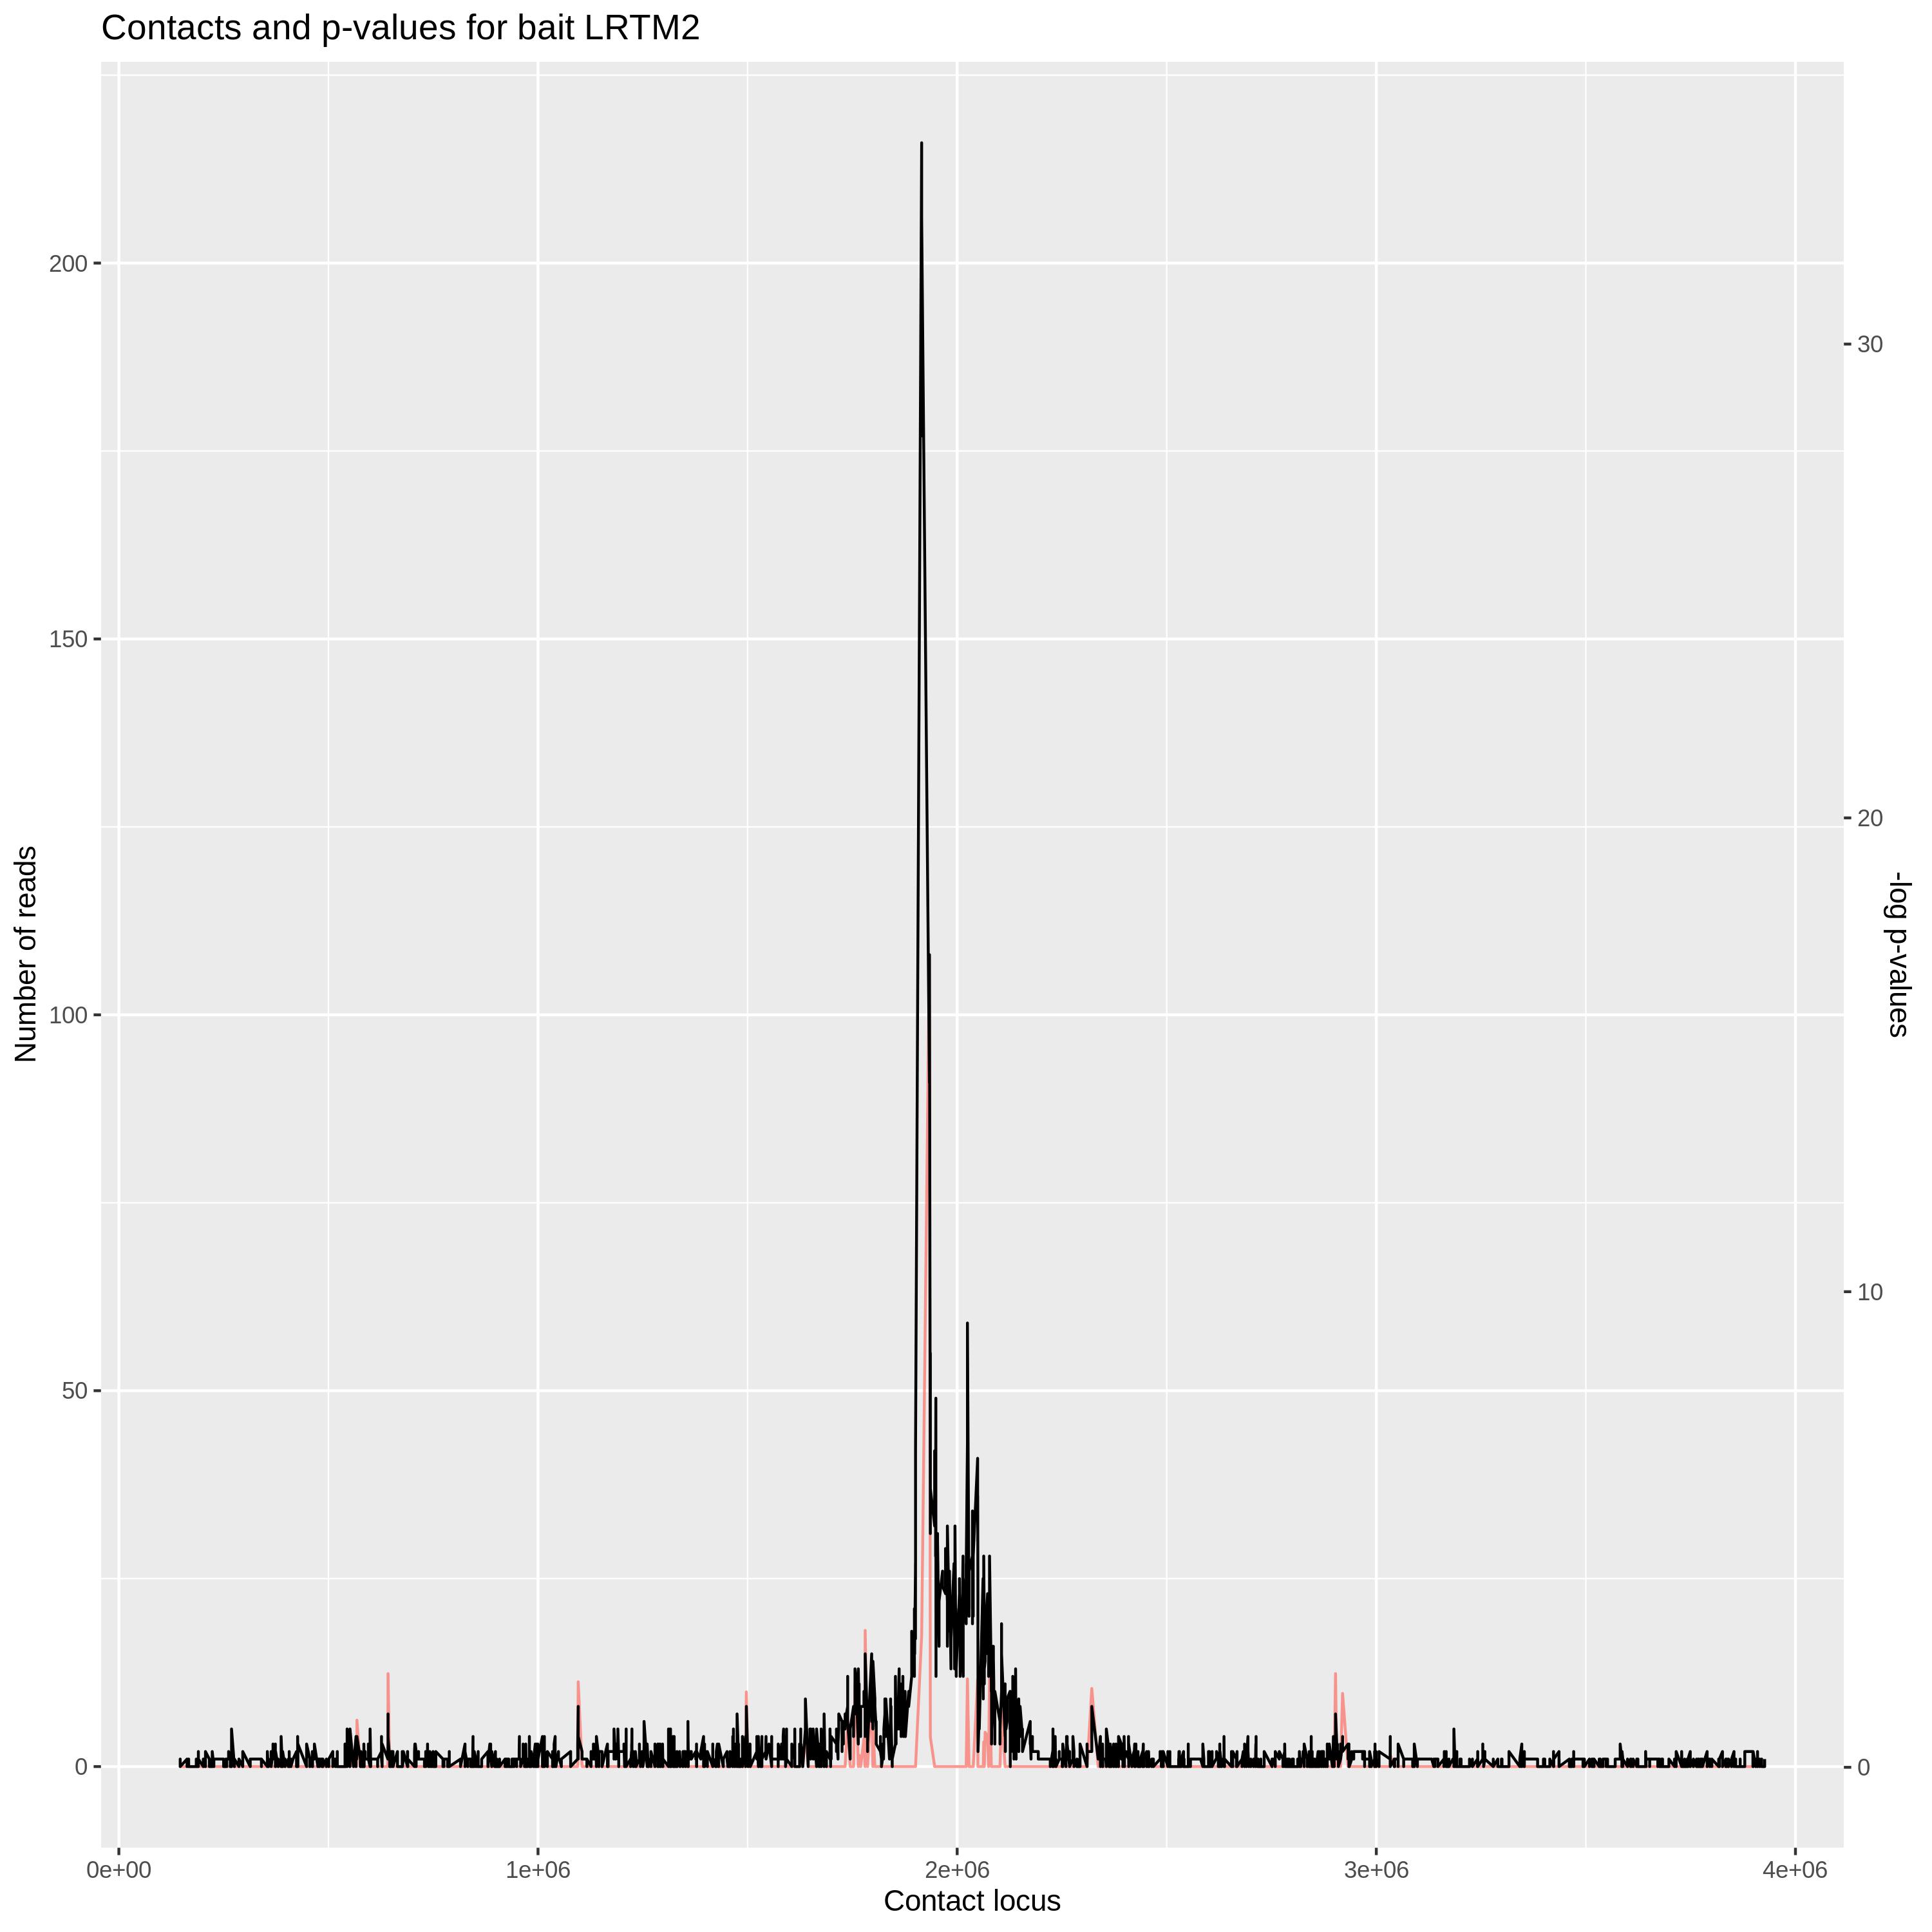 Contacts and p-values for bait LRTM2
200
150
100
50
0
Number of reads
30
20
10
0
-log p-values
0e+00
1e+06
2e+06
3e+06
4e+06
Contact locus